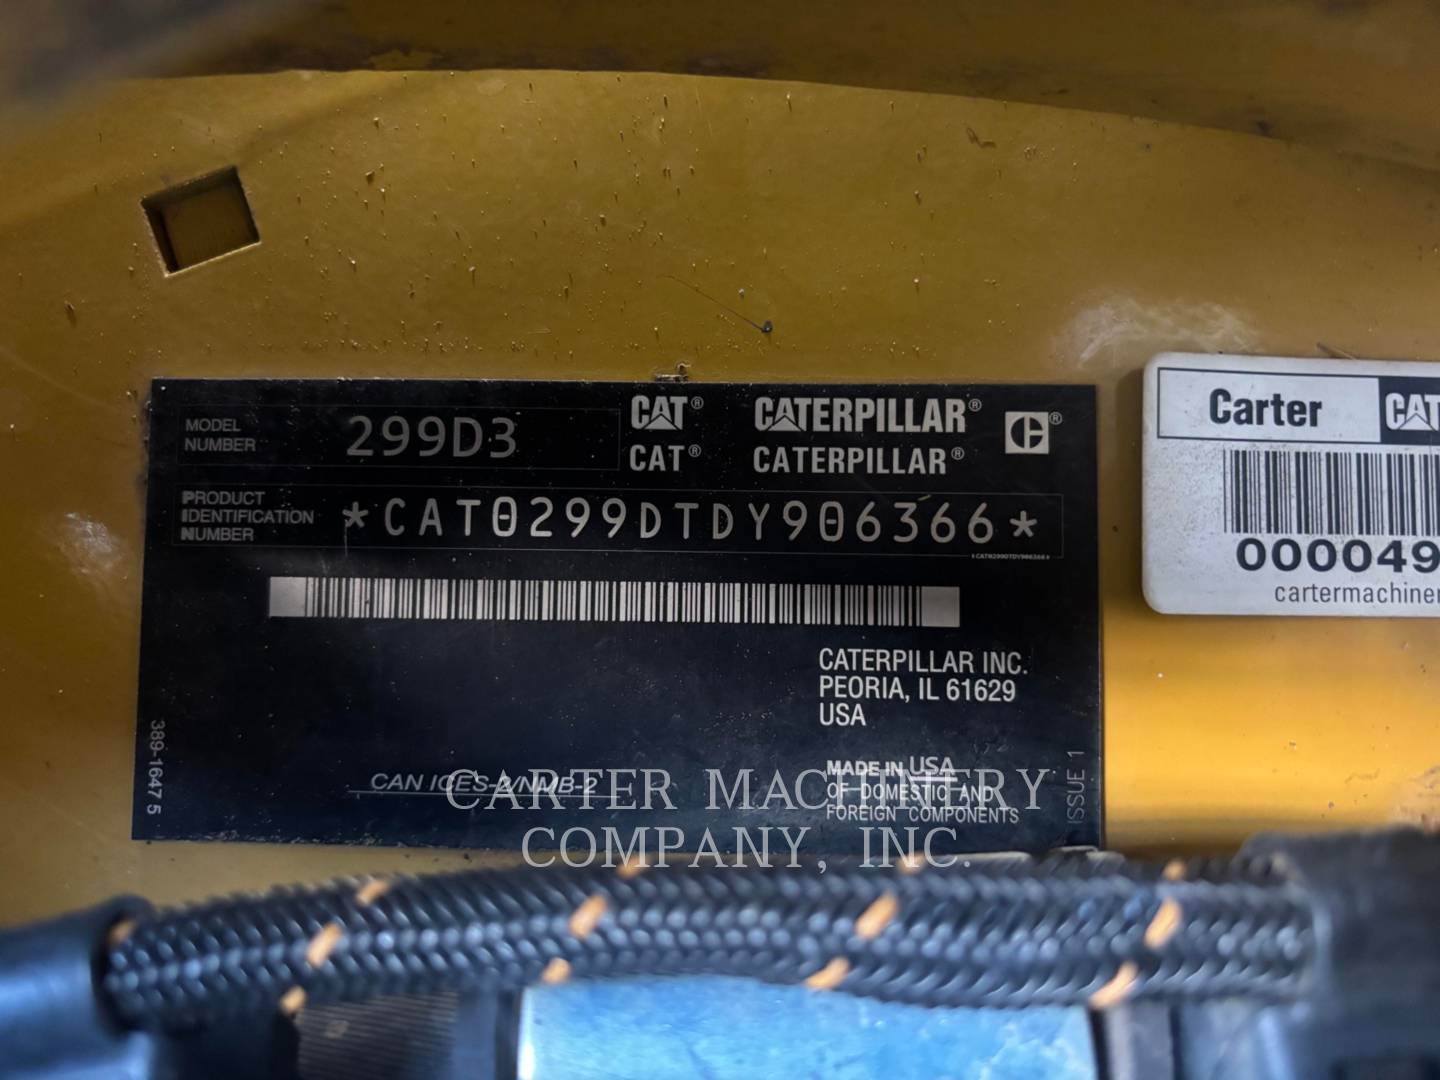 MODEL NUMBER 299D3
CAT® CATERPILLAR® ®
CAT® CATERPILLAR®
PRODUCT IDENTIFICATION NUMBER *CAT0299DTDY906366*
*CAT0299DTDY906366*
CATERPILLAR INC.
PEORIA, IL 61629
USA
MADE IN USA
OF DOMESTIC AND
FOREIGN COMPONENTS
CAN ICES-2/NMB-2
389-1647 5
ISSUE 1
Carter CAT
000049
cartermachiner
CARTER MACHINERY
COMPANY, INC.